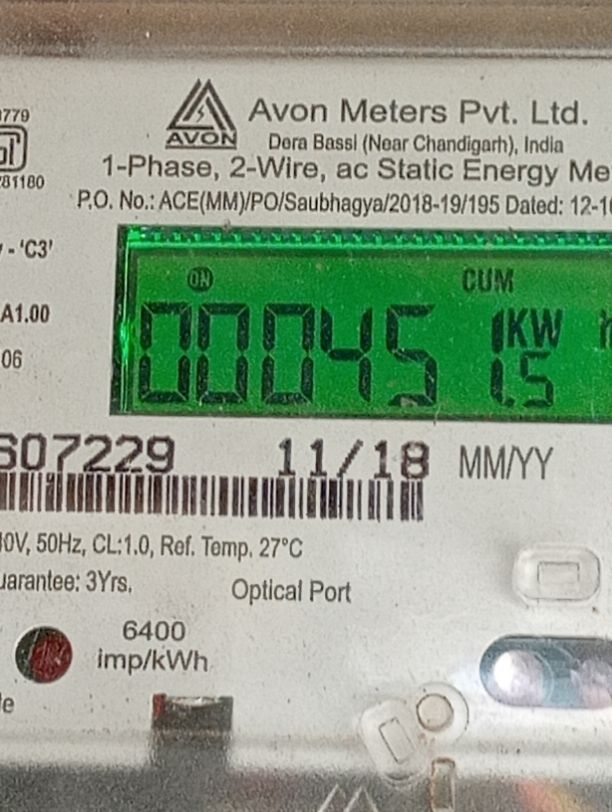 Avon Meters Pvt. Ltd.
AVON
Dera Bassi (Near Chandigarh), India
1-Phase, 2-Wire, ac Static Energy Me
P.O. No.: ACE(MM)/PO/Saubhagya/2018-19/195 Dated: 12-1
779
81180
- 'C3'
A1.00
06
ON
CUM
000045
1.5
KW h
607229
11/18 MM/YY
0V, 50Hz, CL:1.0, Ref. Temp. 27°C
uarantee: 3Yrs.
Optical Port
6400
imp/kWh